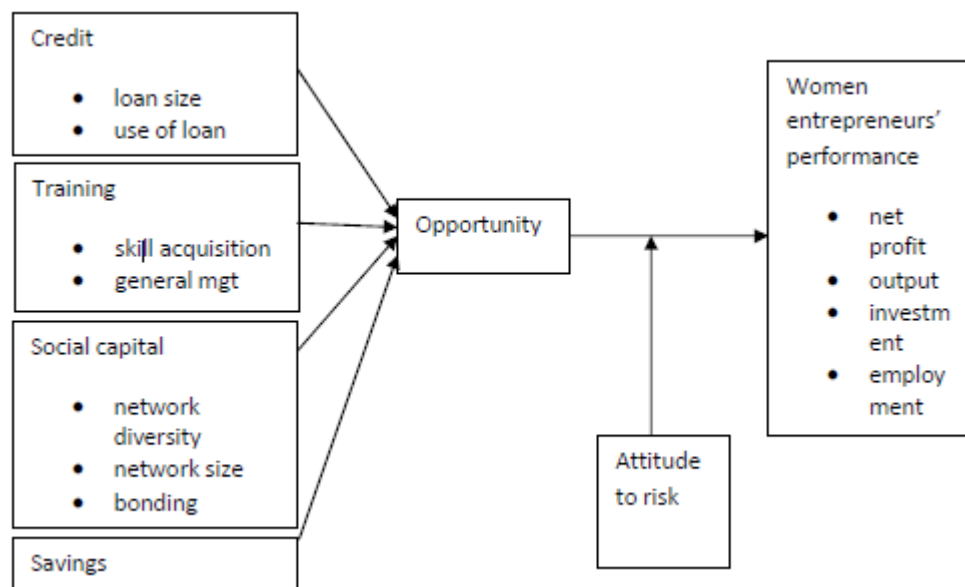 Credit
• loan size
• use of loan
Training
• skill acquisition
• general mgt
Social capital
• network
diversity
• network size
• bonding
Savings
Opportunity
Attitude
to risk
Women
entrepreneurs’
performance
• net
profit
• output
• investm
ent
• employ
ment